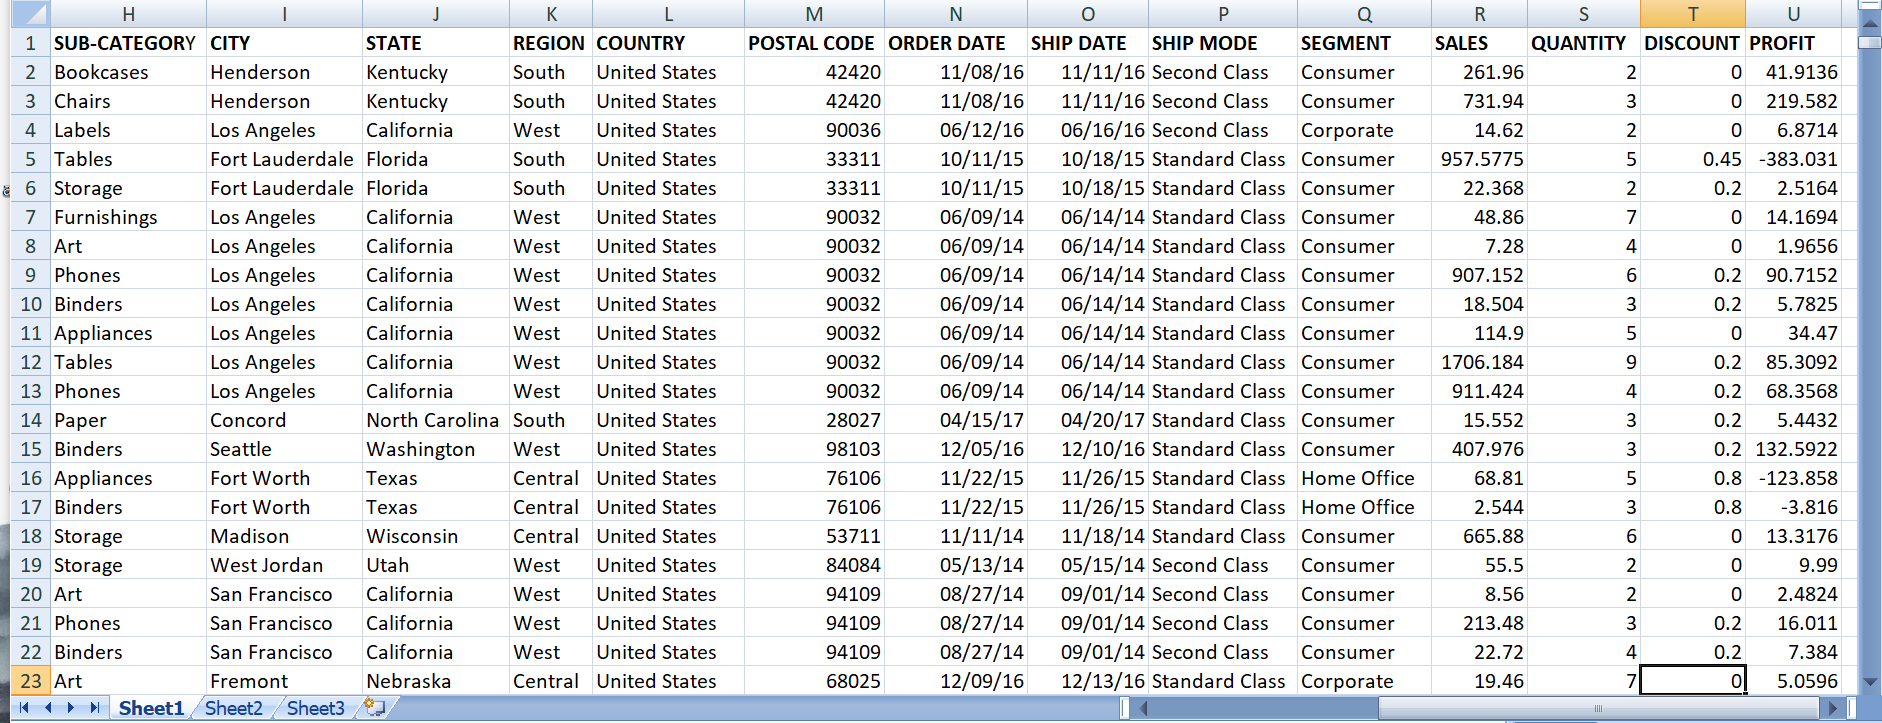 H I J K L M N O P Q R S T U
1 SUB-CATEGORY CITY STATE REGION COUNTRY POSTAL CODE ORDER DATE SHIP DATE SHIP MODE SEGMENT SALES QUANTITY DISCOUNT PROFIT
2 Bookcases Henderson Kentucky South United States 42420 11/08/16 11/11/16 Second Class Consumer 261.96 2 0 41.9136
3 Chairs Henderson Kentucky South United States 42420 11/08/16 11/11/16 Second Class Consumer 731.94 3 0 219.582
4 Labels Los Angeles California West United States 90036 06/12/16 06/16/16 Second Class Corporate 14.62 2 0 6.8714
5 Tables Fort Lauderdale Florida South United States 33311 10/11/15 10/18/15 Standard Class Consumer 957.5775 5 0.45 -383.031
6 Storage Fort Lauderdale Florida South United States 33311 10/11/15 10/18/15 Standard Class Consumer 22.368 2 0.2 2.5164
7 Furnishings Los Angeles California West United States 90032 06/09/14 06/14/14 Standard Class Consumer 48.86 7 0 14.1694
8 Art Los Angeles California West United States 90032 06/09/14 06/14/14 Standard Class Consumer 7.28 4 0 1.9656
9 Phones Los Angeles California West United States 90032 06/09/14 06/14/14 Standard Class Consumer 907.152 6 0.2 90.7152
10 Binders Los Angeles California West United States 90032 06/09/14 06/14/14 Standard Class Consumer 18.504 3 0.2 5.7825
11 Appliances Los Angeles California West United States 90032 06/09/14 06/14/14 Standard Class Consumer 114.9 5 0 34.47
12 Tables Los Angeles California West United States 90032 06/09/14 06/14/14 Standard Class Consumer 1706.184 9 0.2 85.3092
13 Phones Los Angeles California West United States 90032 06/09/14 06/14/14 Standard Class Consumer 911.424 4 0.2 68.3568
14 Paper Concord North Carolina South United States 28027 04/15/17 04/20/17 Standard Class Consumer 15.552 3 0.2 5.4432
15 Binders Seattle Washington West United States 98103 12/05/16 12/10/16 Standard Class Consumer 407.976 3 0.2 132.5922
16 Appliances Fort Worth Texas Central United States 76106 11/22/15 11/26/15 Standard Class Home Office 68.81 5 0.8 -123.858
17 Binders Fort Worth Texas Central United States 76106 11/22/15 11/26/15 Standard Class Home Office 2.544 3 0.8 -3.816
18 Storage Madison Wisconsin Central United States 53711 11/11/14 11/18/14 Standard Class Consumer 665.88 6 0 13.3176
19 Storage West Jordan Utah West United States 84084 05/13/14 05/15/14 Second Class Consumer 55.5 2 0 9.99
20 Art San Francisco California West United States 94109 08/27/14 09/01/14 Second Class Consumer 8.56 2 0 2.4824
21 Phones San Francisco California West United States 94109 08/27/14 09/01/14 Second Class Consumer 213.48 3 0.2 16.011
22 Binders San Francisco California West United States 94109 08/27/14 09/01/14 Second Class Consumer 22.72 4 0.2 7.384
23 Art Fremont Nebraska Central United States 68025 12/09/16 12/13/16 Standard Class Corporate 19.46 7 0 5.0596
Sheet1 Sheet2 Sheet3